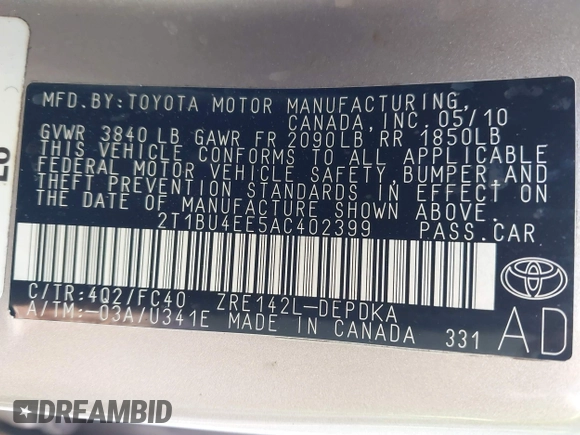 MFD.BY:TOYOTA MOTOR MANUFACTURING,
CANADA,INC.05/10
GVWR 3840 LB GAWR FR 2090LB RR 1850LB
THIS VEHICLE CONFORMS TO ALL APPLICABLE
FEDERAL MOTOR VEHICLE SAFETY, BUMPER AND
THEFT PREVENTION STANDARDS IN EFFECT ON
THE DATE OF MANUFACTURE SHOWN ABOVE.
2T1BU4EE5AC402399 PASS.CAR
C/TR:4Q2/FC40 ZRE142L-DEPDKA
A/TM:-03A/U341E MADE IN CANADA 331
TOYOTA
AD
DREAMBID